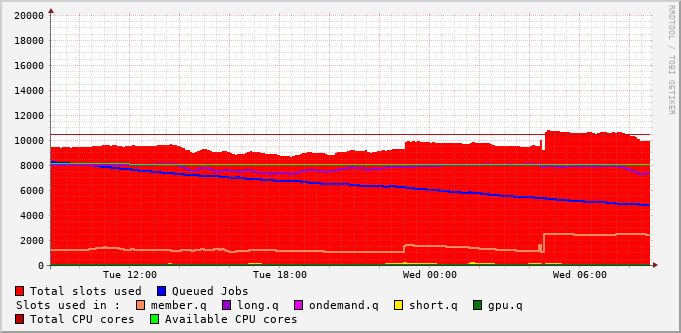 RRDTOOL / TOBI OETIKER
20000
18000
16000
14000
12000
10000
8000
6000
4000
2000
0
Tue 12:00 Tue 18:00 Wed 00:00 Wed 06:00
Total slots used Queued Jobs
Slots used in : member.q long.q ondemand.q short.q gpu.q
Total CPU cores Available CPU cores